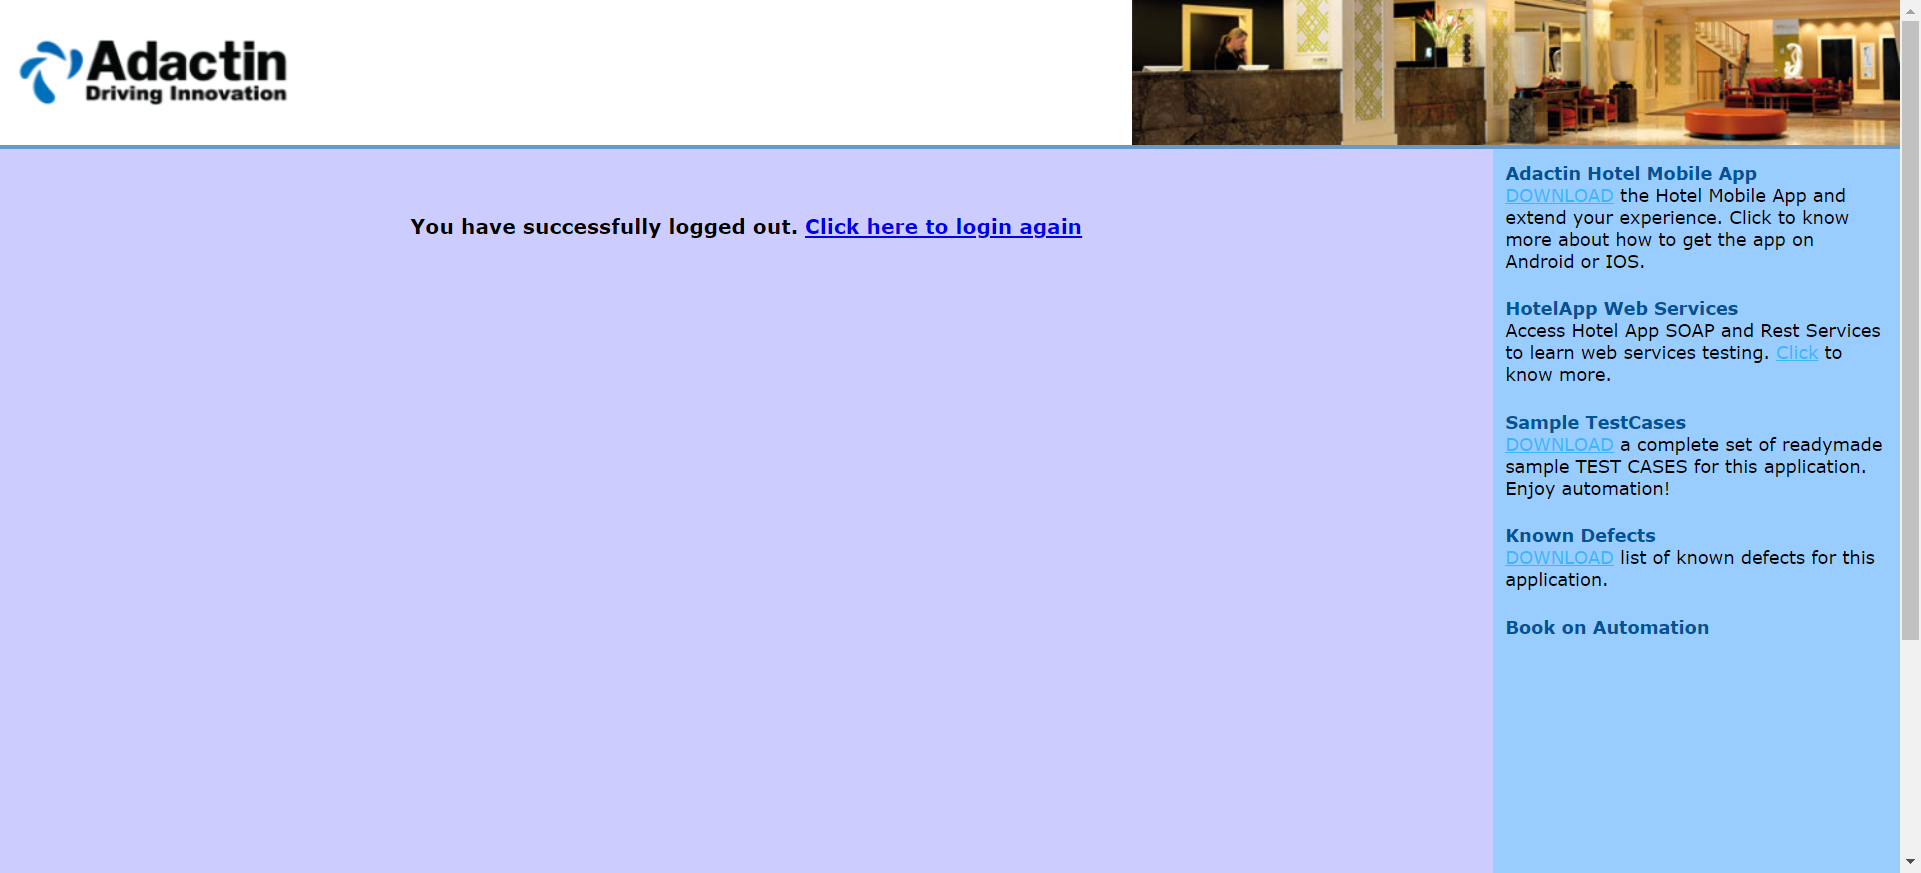 Adactin
Driving Innovation
You have successfully logged out. Click here to login again
Adactin Hotel Mobile App
DOWNLOAD the Hotel Mobile App and
extend your experience. Click to know
more about how to get the app on
Android or IOS.
HotelApp Web Services
Access Hotel App SOAP and Rest Services
to learn web services testing. Click to
know more.
Sample TestCases
DOWNLOAD a complete set of readymade
sample TEST CASES for this application.
Enjoy automation!
Known Defects
DOWNLOAD list of known defects for this
application.
Book on Automation